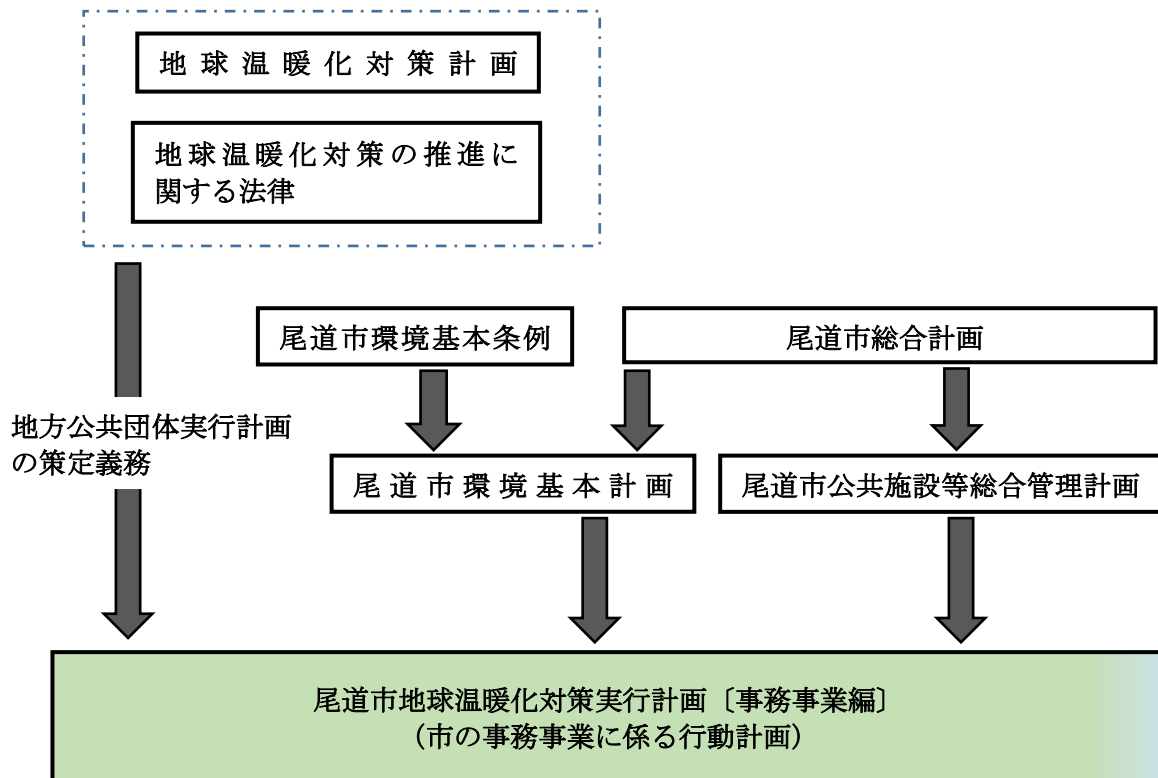 地球温暖化対策計画
地球温暖化対策の推進に
関する法律
尾道市環境基本条例
尾道市総合計画
地方公共団体実行計画
の策定義務
尾道市環境基本計画
尾道市公共施設等総合管理計画
尾道市地球温暖化対策実行計画〔事務事業編〕
（市の事務事業に係る行動計画）